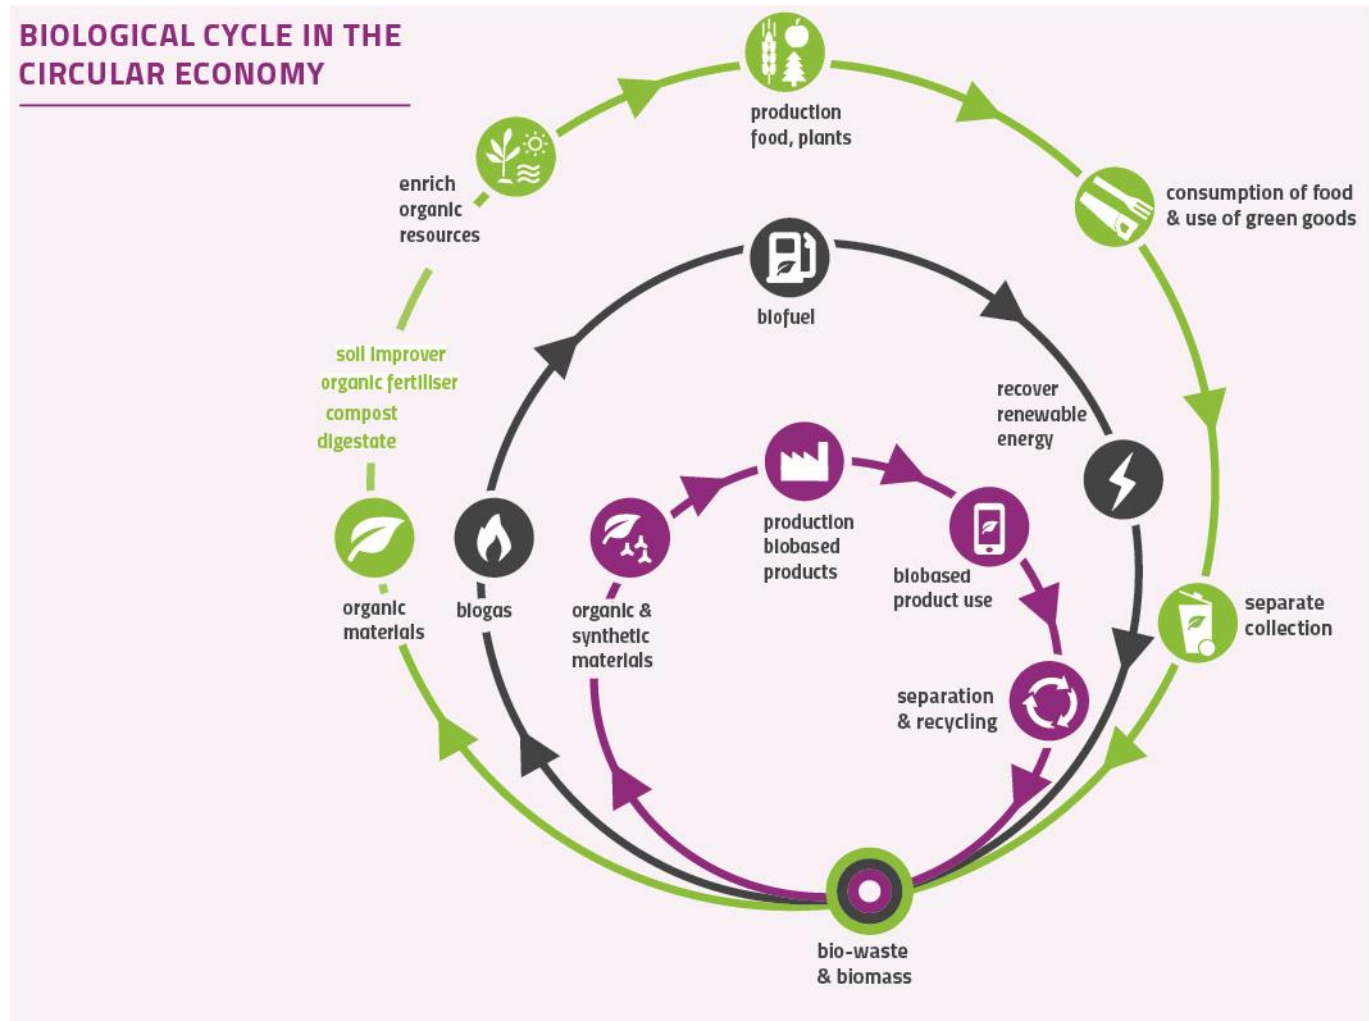 BIOLOGICAL CYCLE IN THE
CIRCULAR ECONOMY
production
food, plants
enrich
organic
resources
consumption of food
& use of green goods
biofuel
soil improver
organic fertiliser
compost
digestate
recover
renewable
energy
production
biobased
products
biobased
product use
organic
materials
biogas
organic &
synthetic
materials
separate
collection
separation
& recycling
bio-waste
& biomass